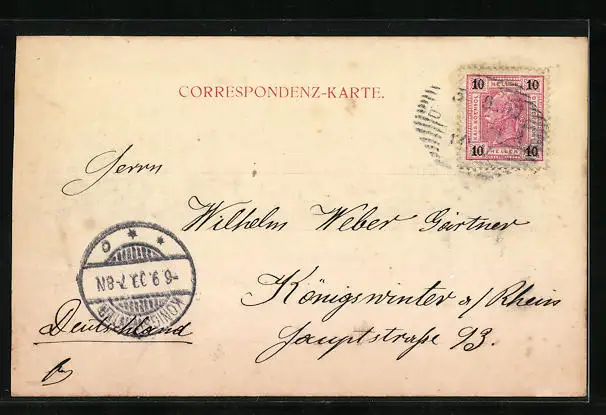 CORRESPONDENZ-KARTE.
10 10
10 HELLER 10
Herrn
Wilhelm Weber Gärtner
Königswinter a/Rhein
Hauptstraße 93.
Deutschland
-6.9.03.7-8N
KÖNIGSWINTER